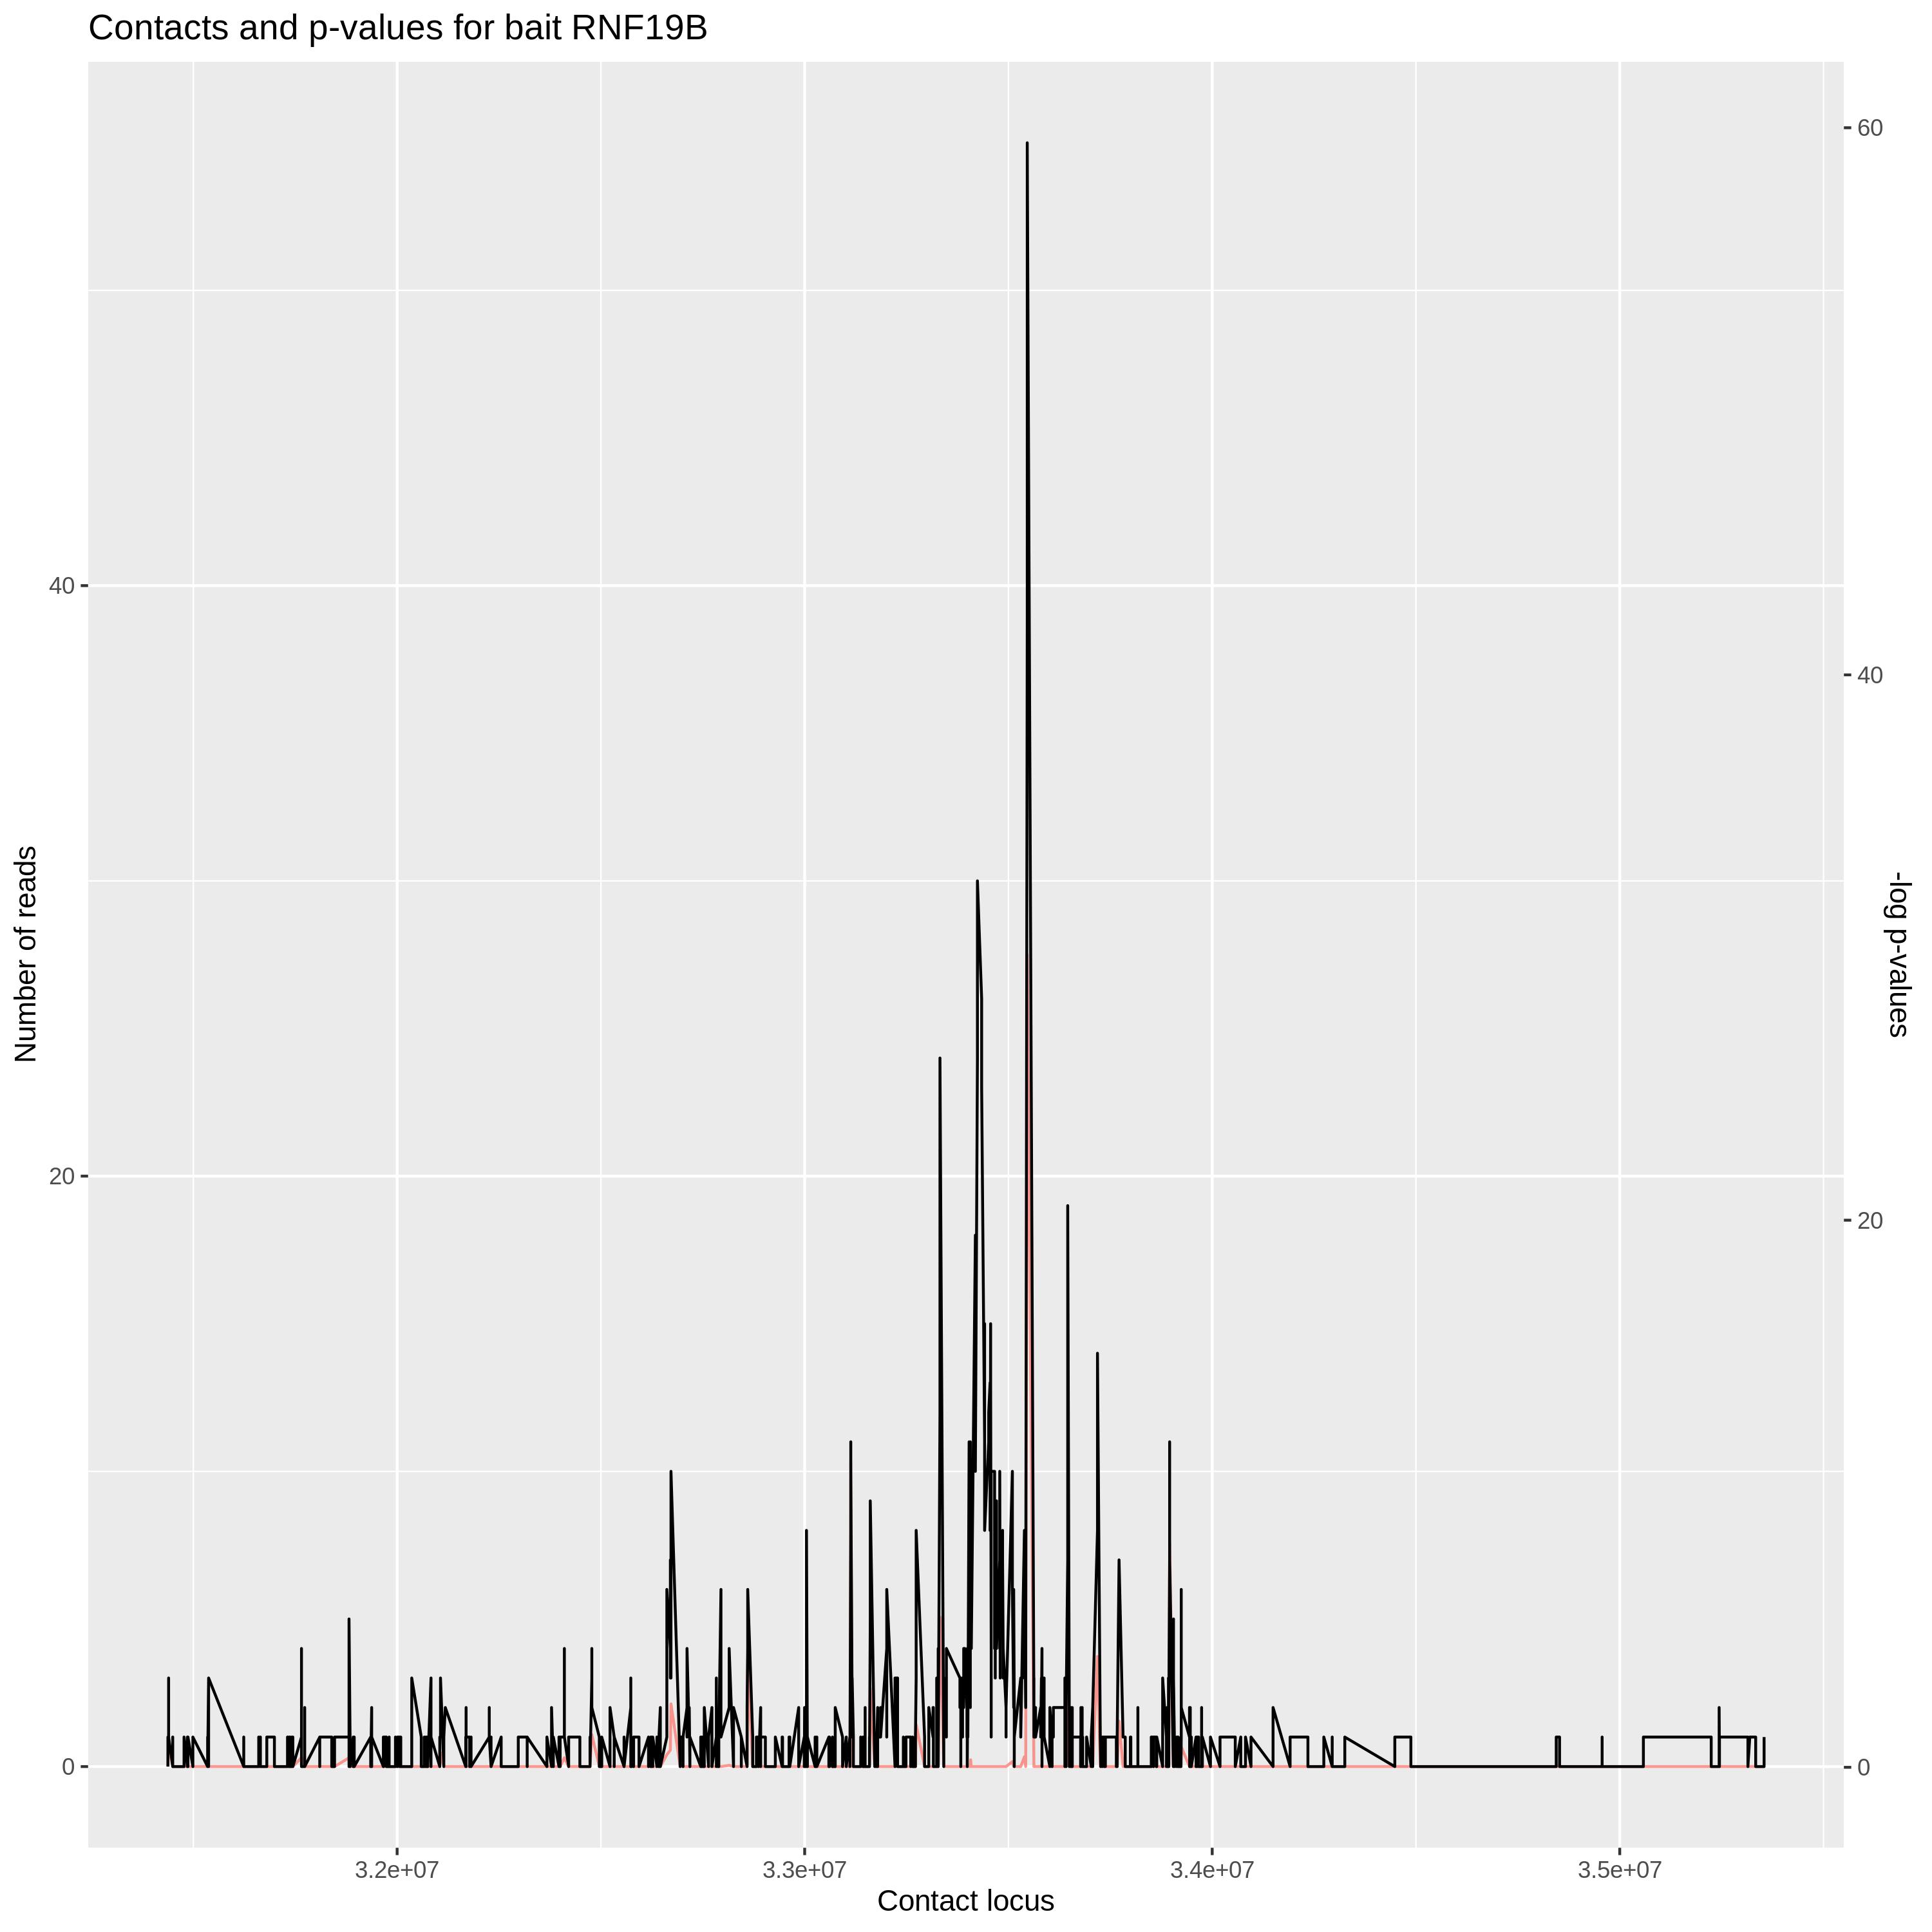 Contacts and p-values for bait RNF19B
60
40
40
20
20
0
0
Number of reads
-log p-values
3.2e+07
3.3e+07
3.4e+07
3.5e+07
Contact locus